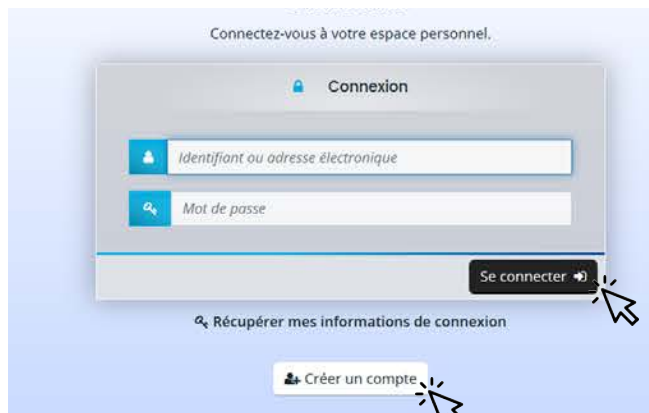 Connectez-vous à votre espace personnel.
Connexion
Identifiant ou adresse électronique
Mot de passe
Se connecter
Récupérer mes informations de connexion
Créer un compte